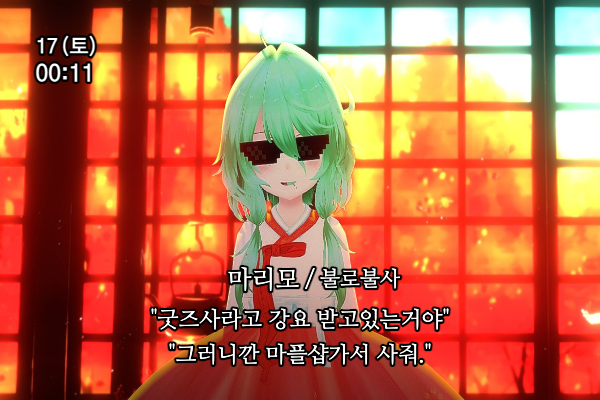 17 (토)
00:11
마리모 / 불로불사
"굿즈사라고 강요 받고있는거야"
"그러니깐 마플샵가서 사줘."